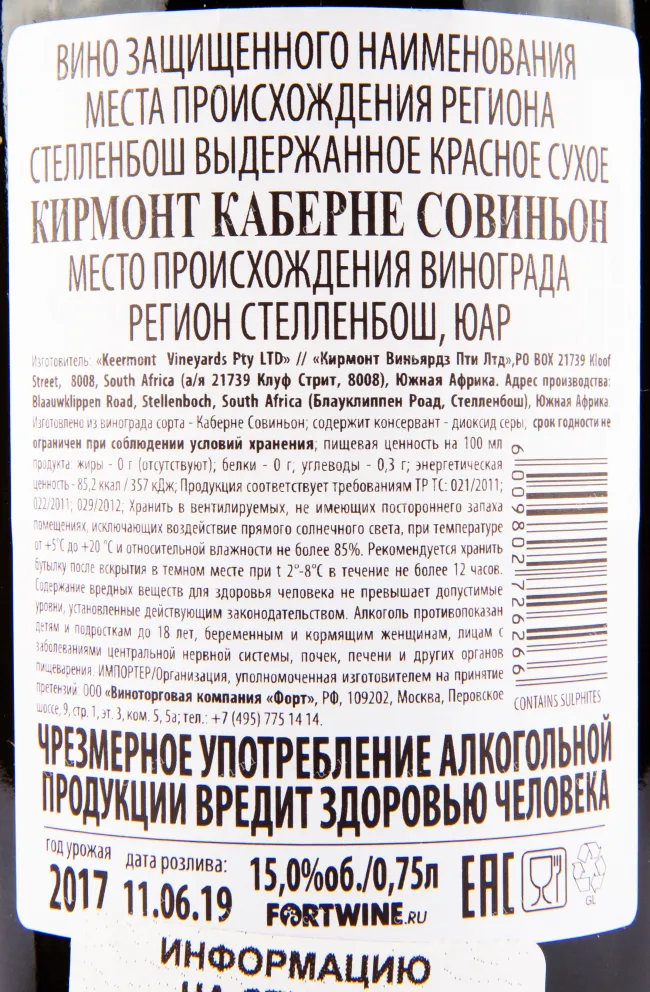 ВИНО ЗАЩИЩЕННОГО НАИМЕНОВАНИЯ
МЕСТА ПРОИСХОЖДЕНИЯ РЕГИОНА
СТЕЛЛЕНБОШ ВЫДЕРЖАННОЕ КРАСНОЕ СУХОЕ
КИРМОНТ КАБЕРНЕ СОВИНЬОН
МЕСТО ПРОИСХОЖДЕНИЯ ВИНОГРАДА
РЕГИОН СТЕЛЛЕНБОШ, ЮАР
Изготовитель: «Keermont Vineyards Pty LTD» // «Кирмонт Виньярдз Пти Лтд»,PO BOX 21739 Kloof
Street, 8008, South Africa (а/я 21739 Клуф Стрит, 8008), Южная Африка. Адрес производства:
Blaauwklippen Road, Stellenboch, South Africa (Блауклиппен Роад, Стелленбош), Южная Африка
Изготовлено из винограда сорта - Каберне Совиньон; содержит консервант - диоксид серы; срок годности не
ограничен при соблюдении условий хранения; пищевая ценность на 100 мл
продукта: жиры - 0 г (отсутствуют); белки - 0 г; углеводы - 0,3 г; энергетическая
ценность - 85,2 ккал / 357 кДж; Продукция соответствует требованиям ТР ТС: 021/2011;
022/2011; 029/2012; Хранить в вентилируемых, не имеющих постороннего запаха
помещениях, исключающих воздействие прямого солнечного света, при температуре
от +5°С до +20 °С и относительной влажности не более 85%. Рекомендуется хранить
бутылку после вскрытия в темном месте при t 2°-8°С в течение не более 12 часов.
Содержание вредных веществ для здоровья человека не превышает допустимые
уровни, установленные действующим законодательством. Алкоголь противопоказан
детям и подросткам до 18 лет, беременным и кормящим женщинам, лицам с
заболеваниями центральной нервной системы, почек, печени и других органов
пищеварения. ИМПОРТЕР/Организация, уполномоченная изготовителем на принятие
претензий: ООО «Виноторговая компания «Форт», РФ, 109202, Москва, Перовское
шоссе, 9, стр. 1, эт. 3, ком. 5, 5а; тел.: +7 (495) 775 14 14.
6009802726266
CONTAINS SULPHITES
ЧРЕЗМЕРНОЕ УПОТРЕБЛЕНИЕ АЛКОГОЛЬНОЙ
ПРОДУКЦИИ ВРЕДИТ ЗДОРОВЬЮ ЧЕЛОВЕКА
год урожая
2017
дата розлива:
11.06.19
15,0%об./0,75л
FORTWINE.RU
ЕАС
GL
ИНФОРМАЦИЮ